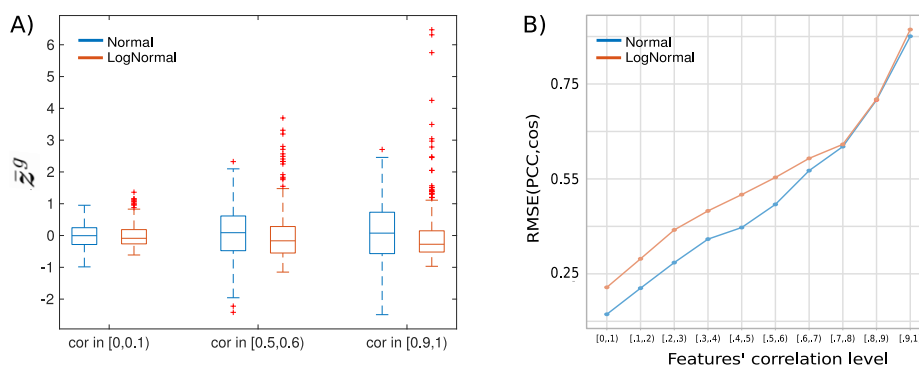 A)
Normal
LogNormal
6
5
4
3
2
1
0
-1
-2
z̄^g
cor in [0,0.1)
cor in [0.5,0.6)
cor in [0.9,1)
B)
Normal
LogNormal
0.75
0.55
0.25
RMSE(PCC,cos)
[0,.1) [.1,.2) [.2,.3) [.3,.4) [.4,.5) [.5,.6) [.6,.7) [.7,.8) [.8,.9) [.9,1
Features' correlation level